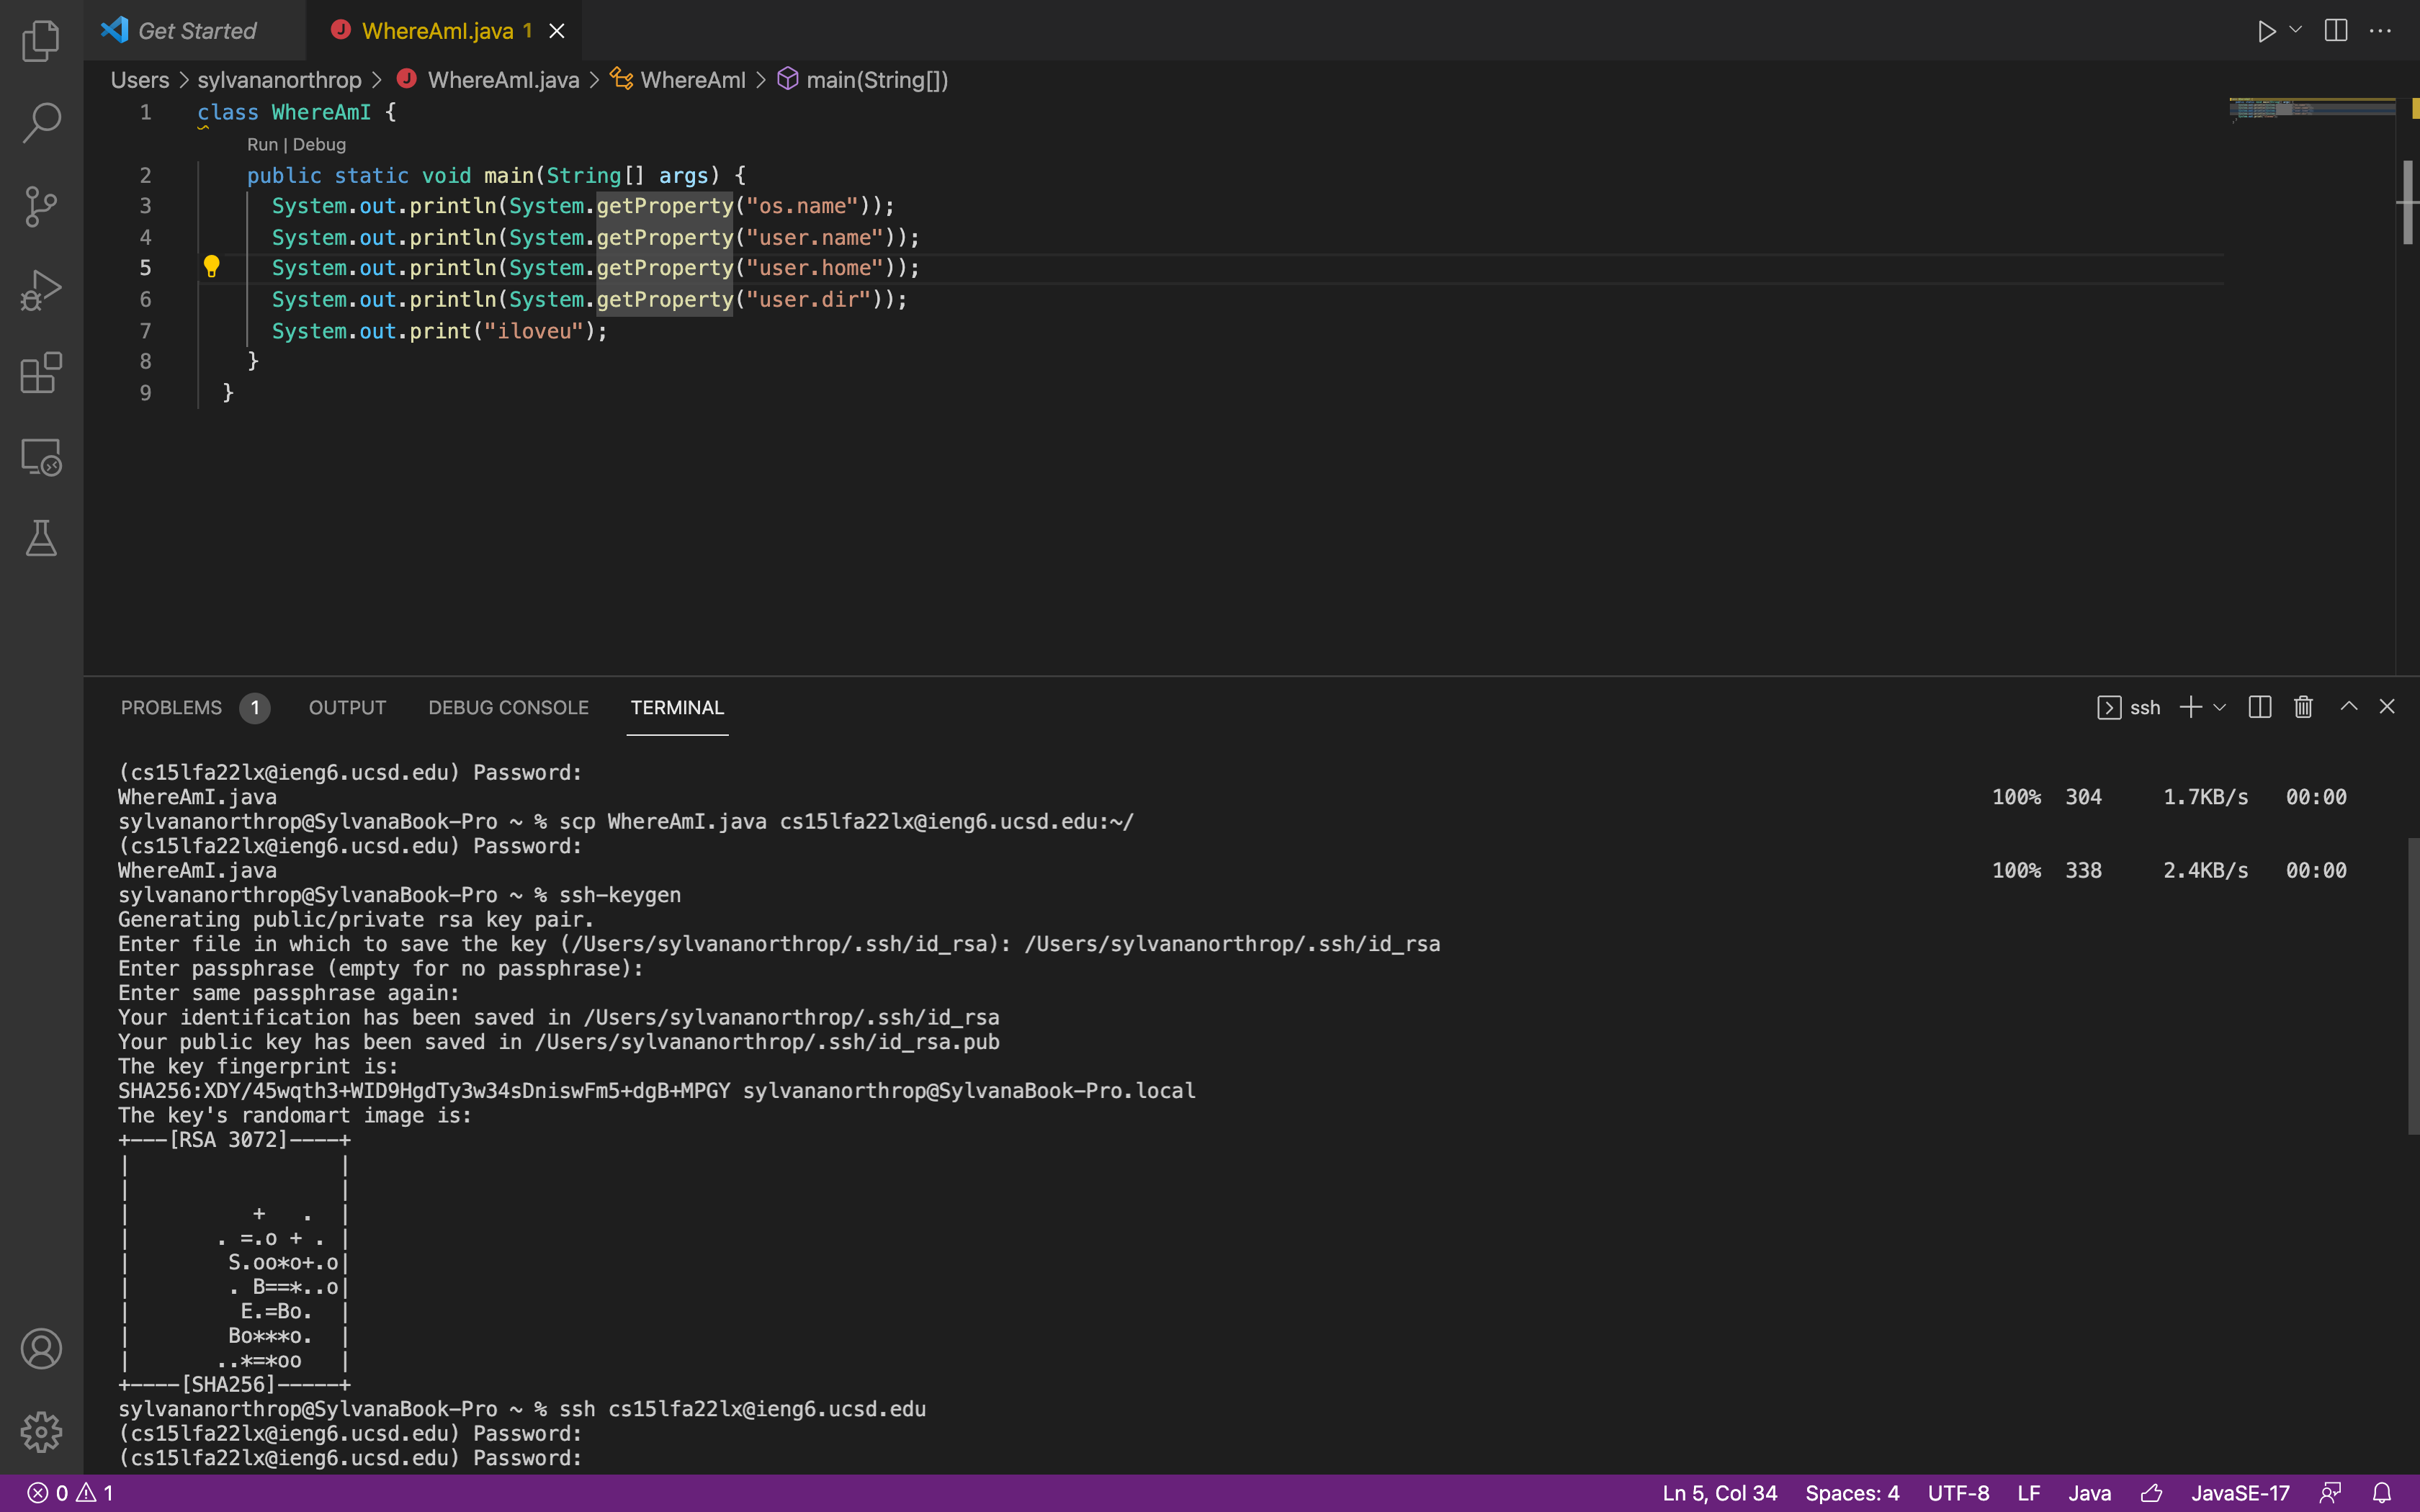 Get Started
WhereAmI.java 1
Users > sylvananorthrop > WhereAmI.java > WhereAmI > main(String[])
1 class WhereAmI {
Run | Debug
2 public static void main(String[] args) {
3 System.out.println(System.getProperty("os.name"));
4 System.out.println(System.getProperty("user.name"));
5 System.out.println(System.getProperty("user.home"));
6 System.out.println(System.getProperty("user.dir"));
7 System.out.print("iloveu");
8 }
9 }
PROBLEMS 1 OUTPUT DEBUG CONSOLE TERMINAL
ssh
(cs15lfa22lx@ieng6.ucsd.edu) Password:
WhereAmI.java 100% 304 1.7KB/s 00:00
sylvananorthrop@SylvanaBook-Pro ~ % scp WhereAmI.java cs15lfa22lx@ieng6.ucsd.edu:~/
(cs15lfa22lx@ieng6.ucsd.edu) Password:
WhereAmI.java 100% 338 2.4KB/s 00:00
sylvananorthrop@SylvanaBook-Pro ~ % ssh-keygen
Generating public/private rsa key pair.
Enter file in which to save the key (/Users/sylvananorthrop/.ssh/id_rsa): /Users/sylvananorthrop/.ssh/id_rsa
Enter passphrase (empty for no passphrase):
Enter same passphrase again:
Your identification has been saved in /Users/sylvananorthrop/.ssh/id_rsa
Your public key has been saved in /Users/sylvananorthrop/.ssh/id_rsa.pub
The key fingerprint is:
SHA256:XDY/45wqth3+WID9HgdTy3w34sDniswFm5+dgB+MPGY sylvananorthrop@SylvanaBook-Pro.local
The key's randomart image is:
+---[RSA 3072]----+
|                 |
|                 |
|          +   .  |
|       . =.o + . |
|        S.oo*o+.o|
|        . B==*..o|
|         E.=Bo.  |
|        Bo***o.  |
|       ..*=*oo   |
+----[SHA256]-----+
sylvananorthrop@SylvanaBook-Pro ~ % ssh cs15lfa22lx@ieng6.ucsd.edu
(cs15lfa22lx@ieng6.ucsd.edu) Password:
(cs15lfa22lx@ieng6.ucsd.edu) Password:
0 1 Ln 5, Col 34 Spaces: 4 UTF-8 LF Java JavaSE-17